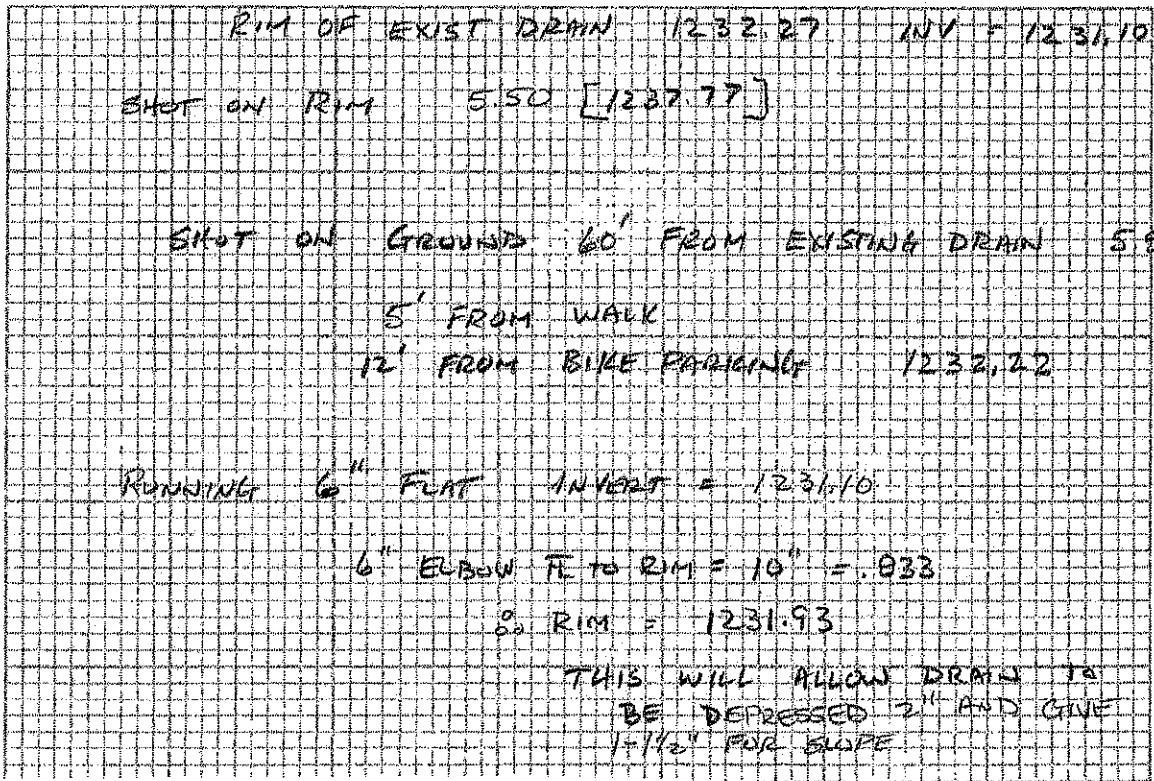 RIM OF EXIST DRAIN 1232.27 INV = 1231.10
SHOT ON RIM 5.50 [1237.77]
SHOT ON GROUND 60' FROM EXISTING DRAIN
5' FROM WALK
12' FROM BIKE PARKING 1232.22
RUNNING 6" FLAT INVERT = 1231.10
6" ELBOW FL TO RIM = 10" = .833
∴ RIM = 1231.93
THIS WILL ALLOW DRAIN TO
BE DEPRESSED 2" AND GIVE
1-1 1/2" FOR SLOPE